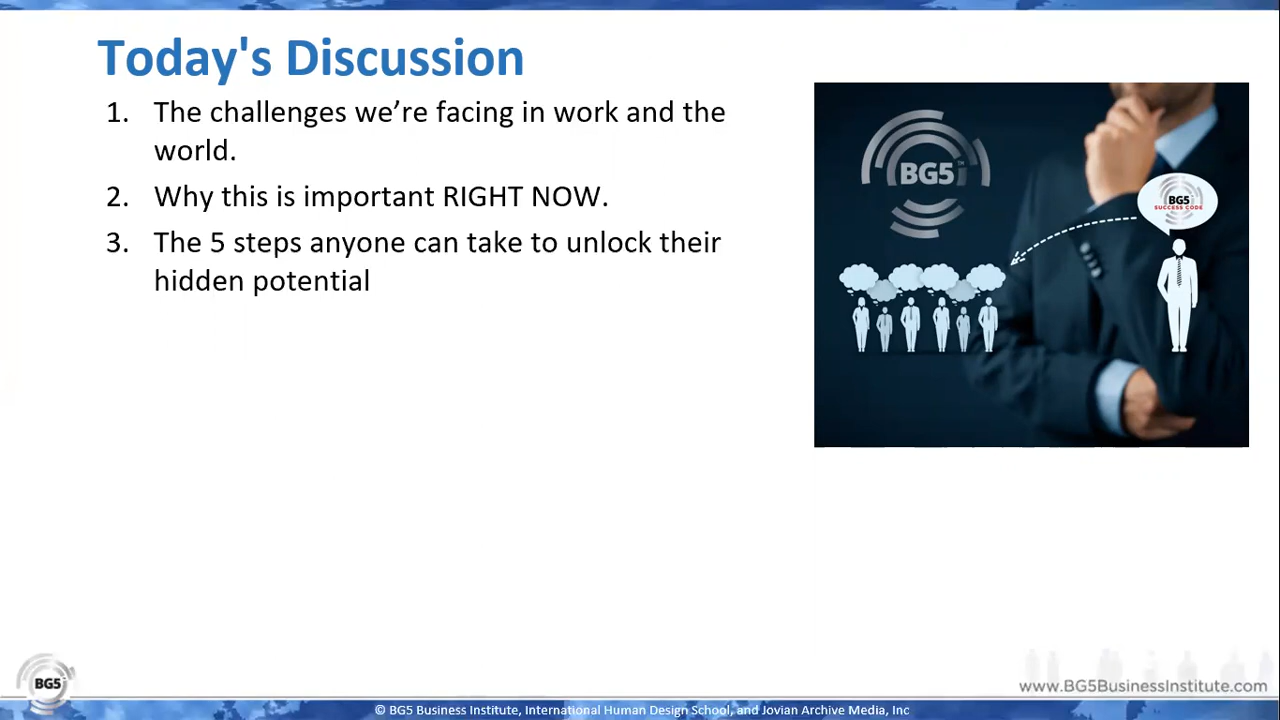 Today's Discussion
1. The challenges we’re facing in work and the
world.
2. Why this is important RIGHT NOW.
3. The 5 steps anyone can take to unlock their
hidden potential
BG5™
BG5
SUCCESS CODE
BG5
www.BG5BusinessInstitute.com
© BG5 Business Institute, International Human Design School, and Jovian Archive Media, Inc